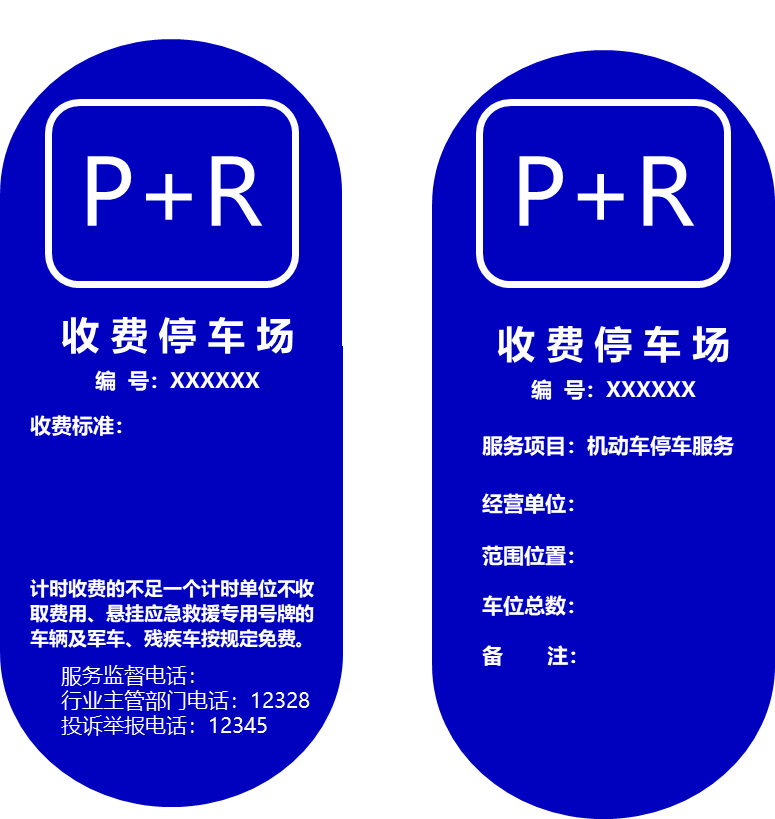 P+R
收费停车场
编 号：XXXXXX
收费标准：
计时收费的不足一个计时单位不收
取费用、悬挂应急救援专用号牌的
车辆及军车、残疾车按规定免费。
服务监督电话：
行业主管部门电话：12328
投诉举报电话：12345
P+R
收费停车场
编 号：XXXXXX
服务项目：机动车停车服务
经营单位：
范围位置：
车位总数：
备 注：